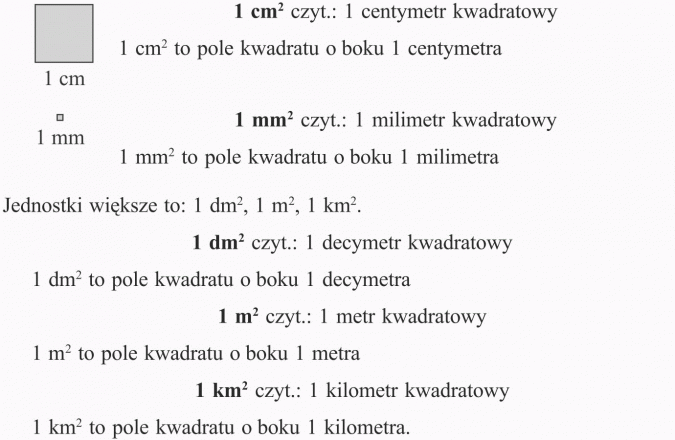 1 cm² czyt.: 1 centymetr kwadratowy
1 cm² to pole kwadratu o boku 1 centymetra
1 cm
1 mm² czyt.: 1 milimetr kwadratowy
1 mm
1 mm² to pole kwadratu o boku 1 milimetra
Jednostki większe to: 1 dm², 1 m², 1 km².
1 dm² czyt.: 1 decymetr kwadratowy
1 dm² to pole kwadratu o boku 1 decymetra
1 m² czyt.: 1 metr kwadratowy
1 m² to pole kwadratu o boku 1 metra
1 km² czyt.: 1 kilometr kwadratowy
1 km² to pole kwadratu o boku 1 kilometra.